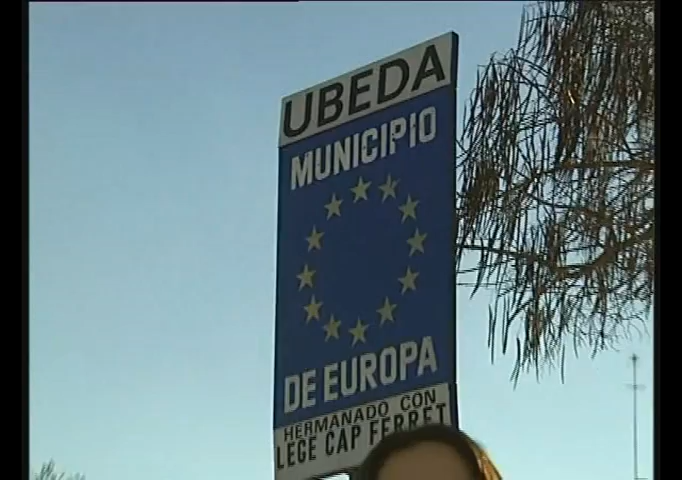 UBEDA
MUNICIPIO
DE EUROPA
HERMANADO CON
LEGE CAP FERRET